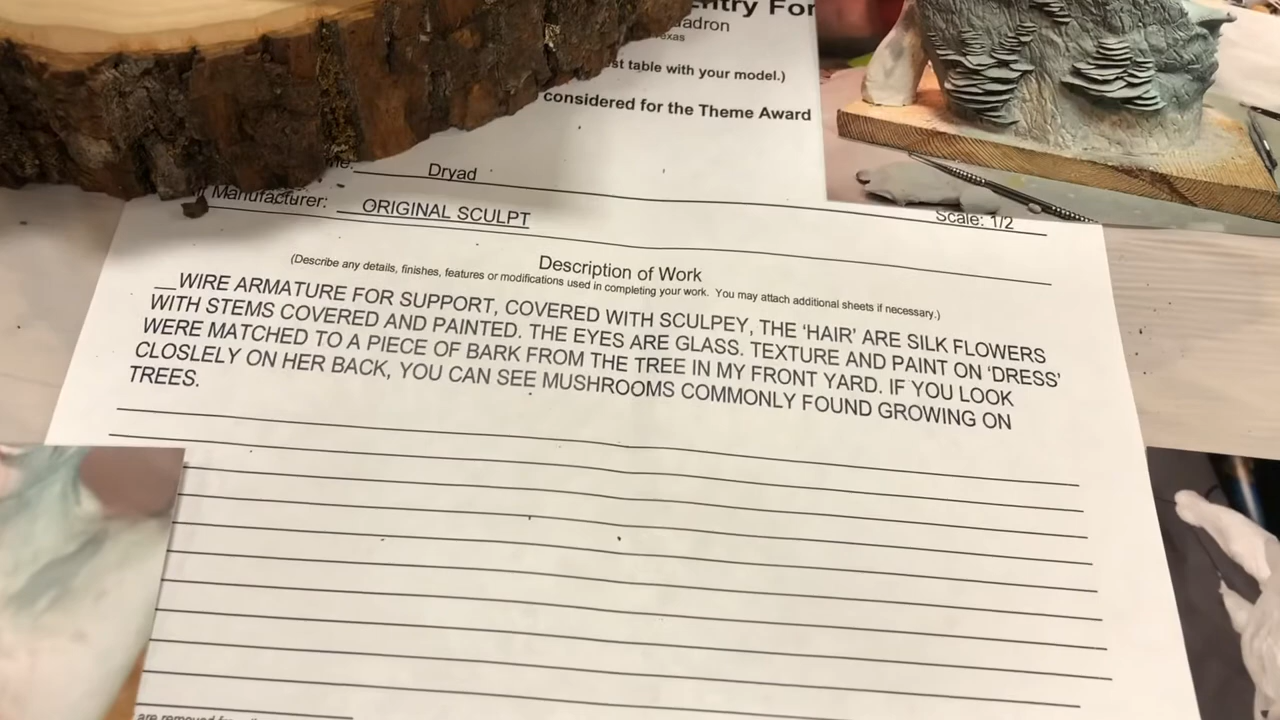 ntry For
adron
exas
st table with your model.)
considered for the Theme Award
me: Dryad
Manufacturer: ORIGINAL SCULPT
Scale: 1/2
Description of Work
(Describe any details, finishes, features or modifications used in completing your work. You may attach additional sheets if necessary.)
WIRE ARMATURE FOR SUPPORT, COVERED WITH SCULPEY, THE ‘HAIR’ ARE SILK FLOWERS
WITH STEMS COVERED AND PAINTED. THE EYES ARE GLASS. TEXTURE AND PAINT ON ‘DRESS’
WERE MATCHED TO A PIECE OF BARK FROM THE TREE IN MY FRONT YARD. IF YOU LOOK
CLOSLELY ON HER BACK, YOU CAN SEE MUSHROOMS COMMONLY FOUND GROWING ON
TREES.
are removed from